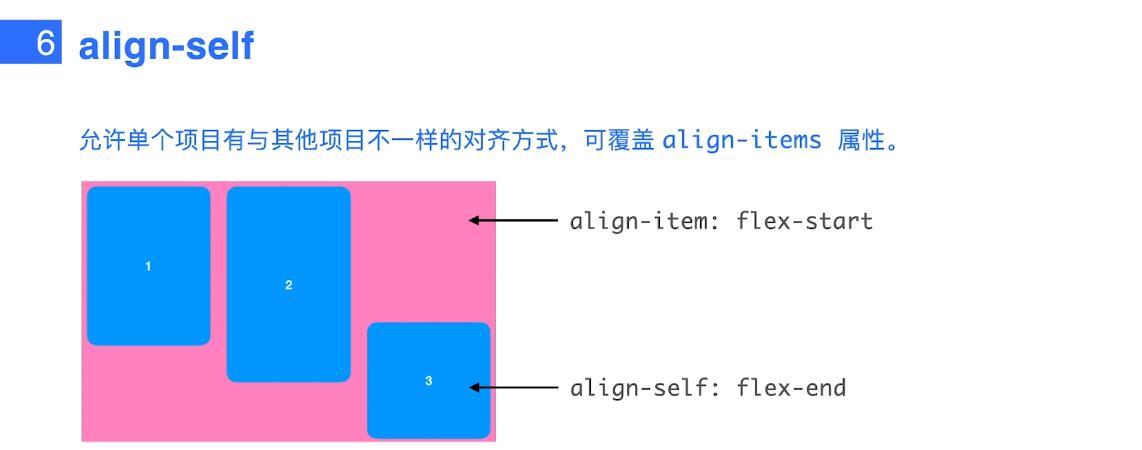 6 align-self
允许单个项目有与其他项目不一样的对齐方式，可覆盖 align-items 属性。
1
2
align-item: flex-start
3
align-self: flex-end